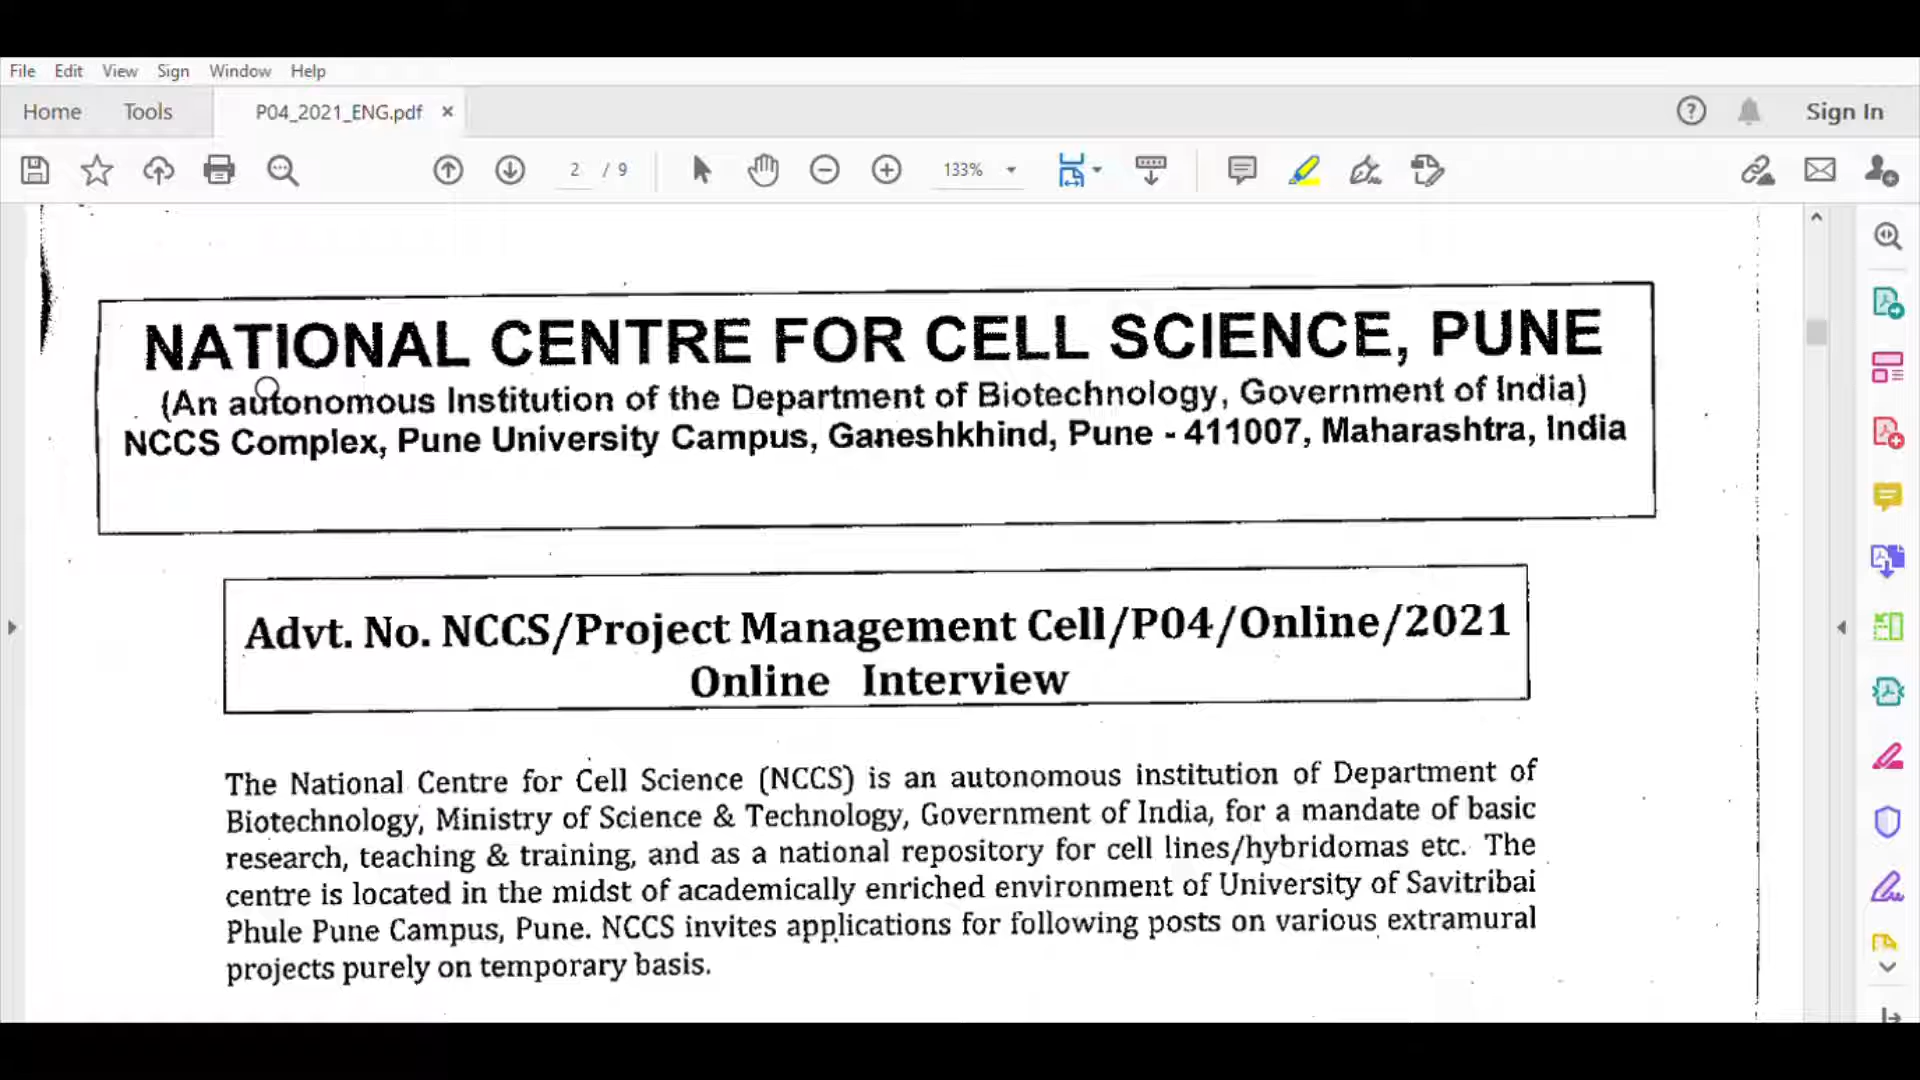 File Edit View Sign Window Help
Home Tools P04_2021_ENG.pdf × Sign In
2 / 9 133%
NATIONAL CENTRE FOR CELL SCIENCE, PUNE
(An autonomous Institution of the Department of Biotechnology, Government of India)
NCCS Complex, Pune University Campus, Ganeshkhind, Pune - 411007, Maharashtra, India
Advt. No. NCCS/Project Management Cell/P04/Online/2021
Online Interview
The National Centre for Cell Science (NCCS) is an autonomous institution of Department of
Biotechnology, Ministry of Science & Technology, Government of India, for a mandate of basic
research, teaching & training, and as a national repository for cell lines/hybridomas etc. The
centre is located in the midst of academically enriched environment of University of Savitribai
Phule Pune Campus, Pune. NCCS invites applications for following posts on various extramural
projects purely on temporary basis.